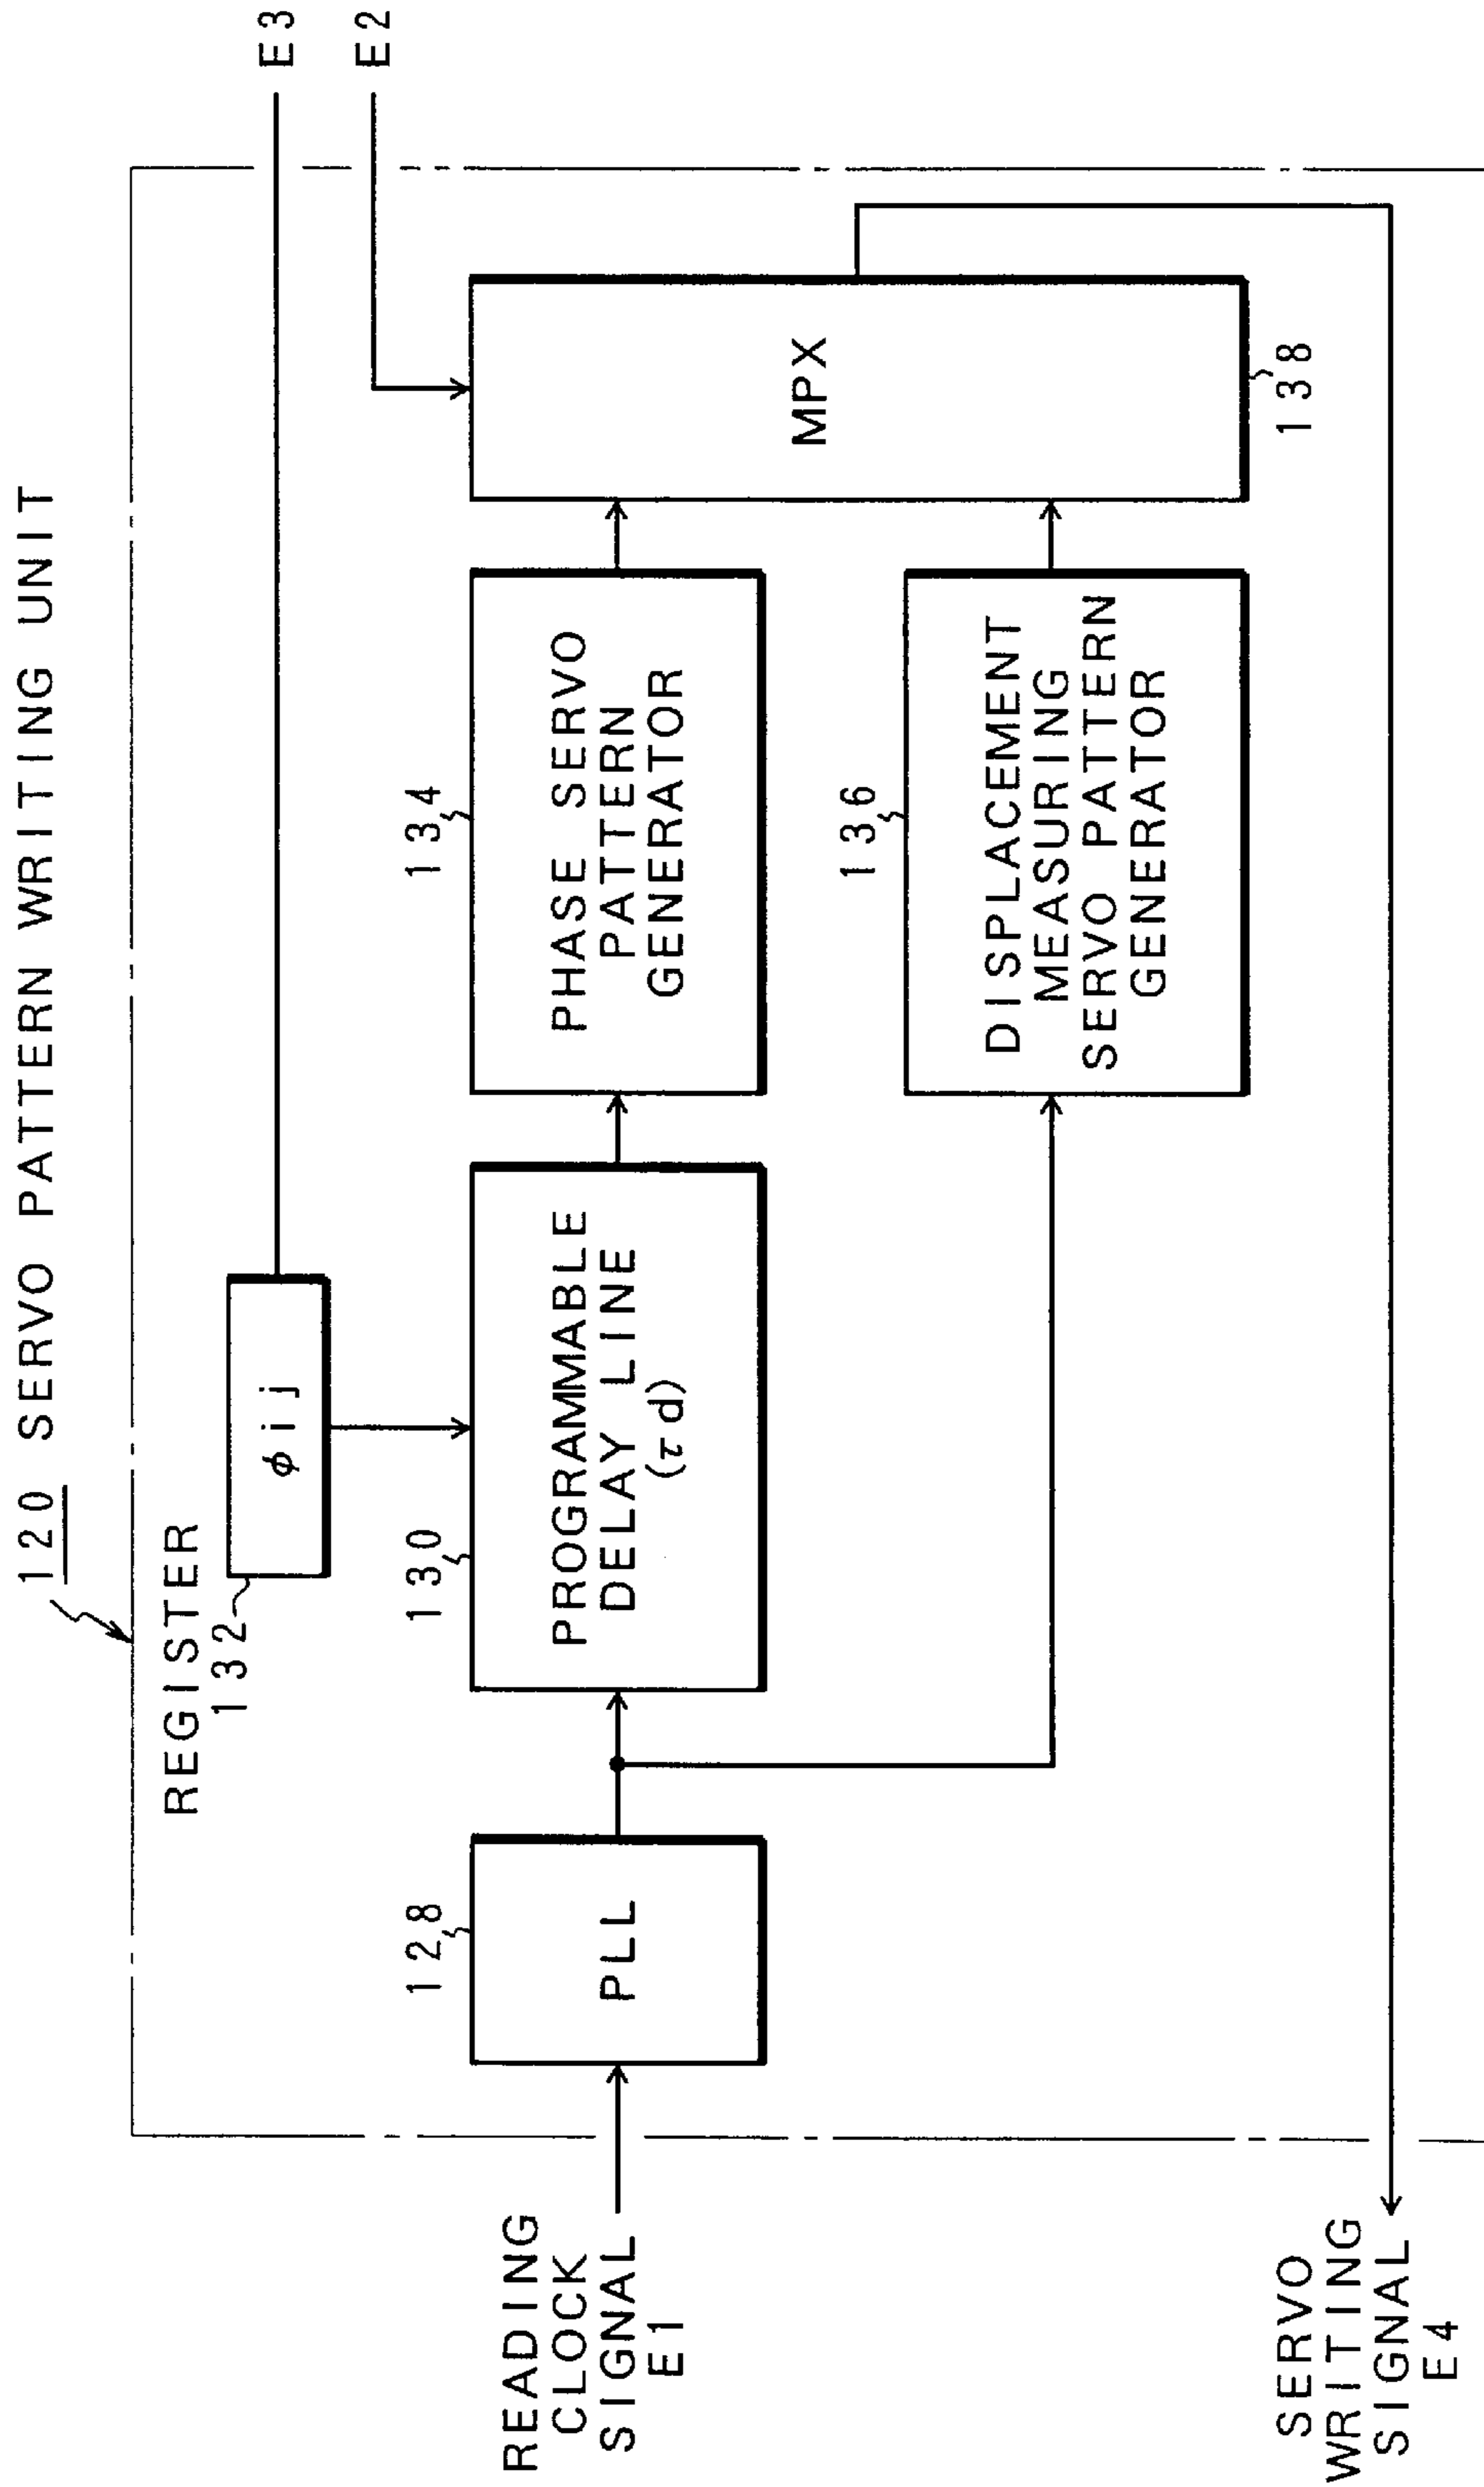 120 SERVO PATTERN WRITING UNIT
E3
E2
REGISTER
132
φij
128
PLL
130
PROGRAMMABLE
DELAY LINE
(τd)
134
PHASE SERVO
PATTERN
GENERATOR
MPX
138
136
DISPLACEMENT
MEASURING
SERVO PATTERN
GENERATOR
READING
CLOCK
SIGNAL
E1
SERVO
WRITING
SIGNAL
E4